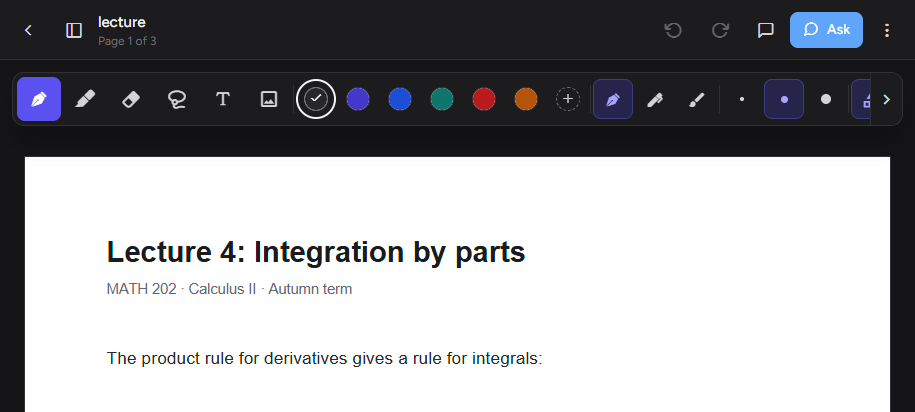 lecture
Page 1 of 3
Ask
T
Lecture 4: Integration by parts
MATH 202 · Calculus II · Autumn term
The product rule for derivatives gives a rule for integrals: